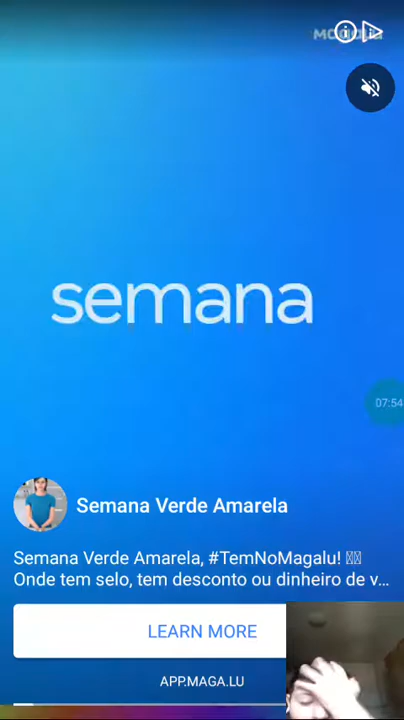 semana
07:54
Semana Verde Amarela
Semana Verde Amarela, #TemNoMagalu!
Onde tem selo, tem desconto ou dinheiro de v...
LEARN MORE
APP.MAGA.LU